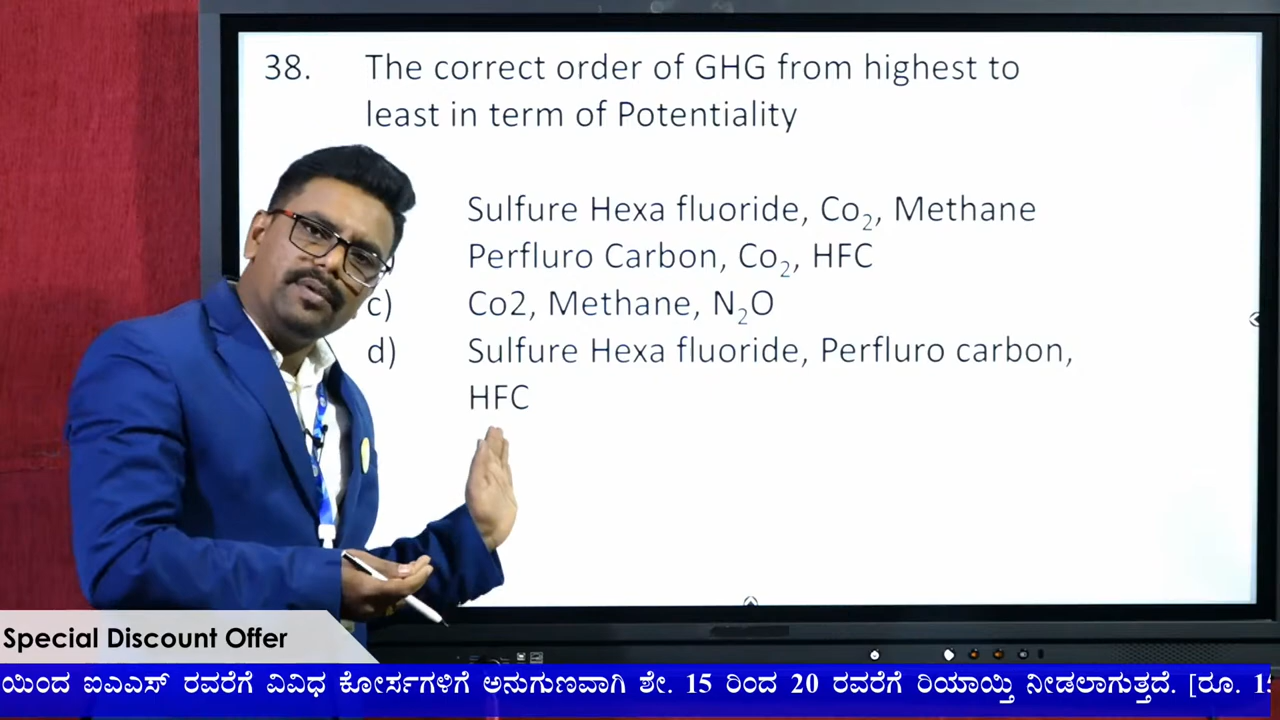 38. The correct order of GHG from highest to
least in term of Potentiality
Sulfure Hexa fluoride, Co₂, Methane
Perfluro Carbon, Co₂, HFC
c) Co2, Methane, N₂O
d) Sulfure Hexa fluoride, Perfluro carbon,
HFC
Special Discount Offer
ಯಿಂದ ಐಎಎಸ್ ರವರೆಗೆ ವಿವಿಧ ಕೋರ್ಸಗಳಿಗೆ ಅನುಗುಣವಾಗಿ ಶೇ. 15 ರಿಂದ 20 ರವರೆಗೆ ರಿಯಾಯ್ತಿ ನೀಡಲಾಗುತ್ತದೆ. [ರೂ.